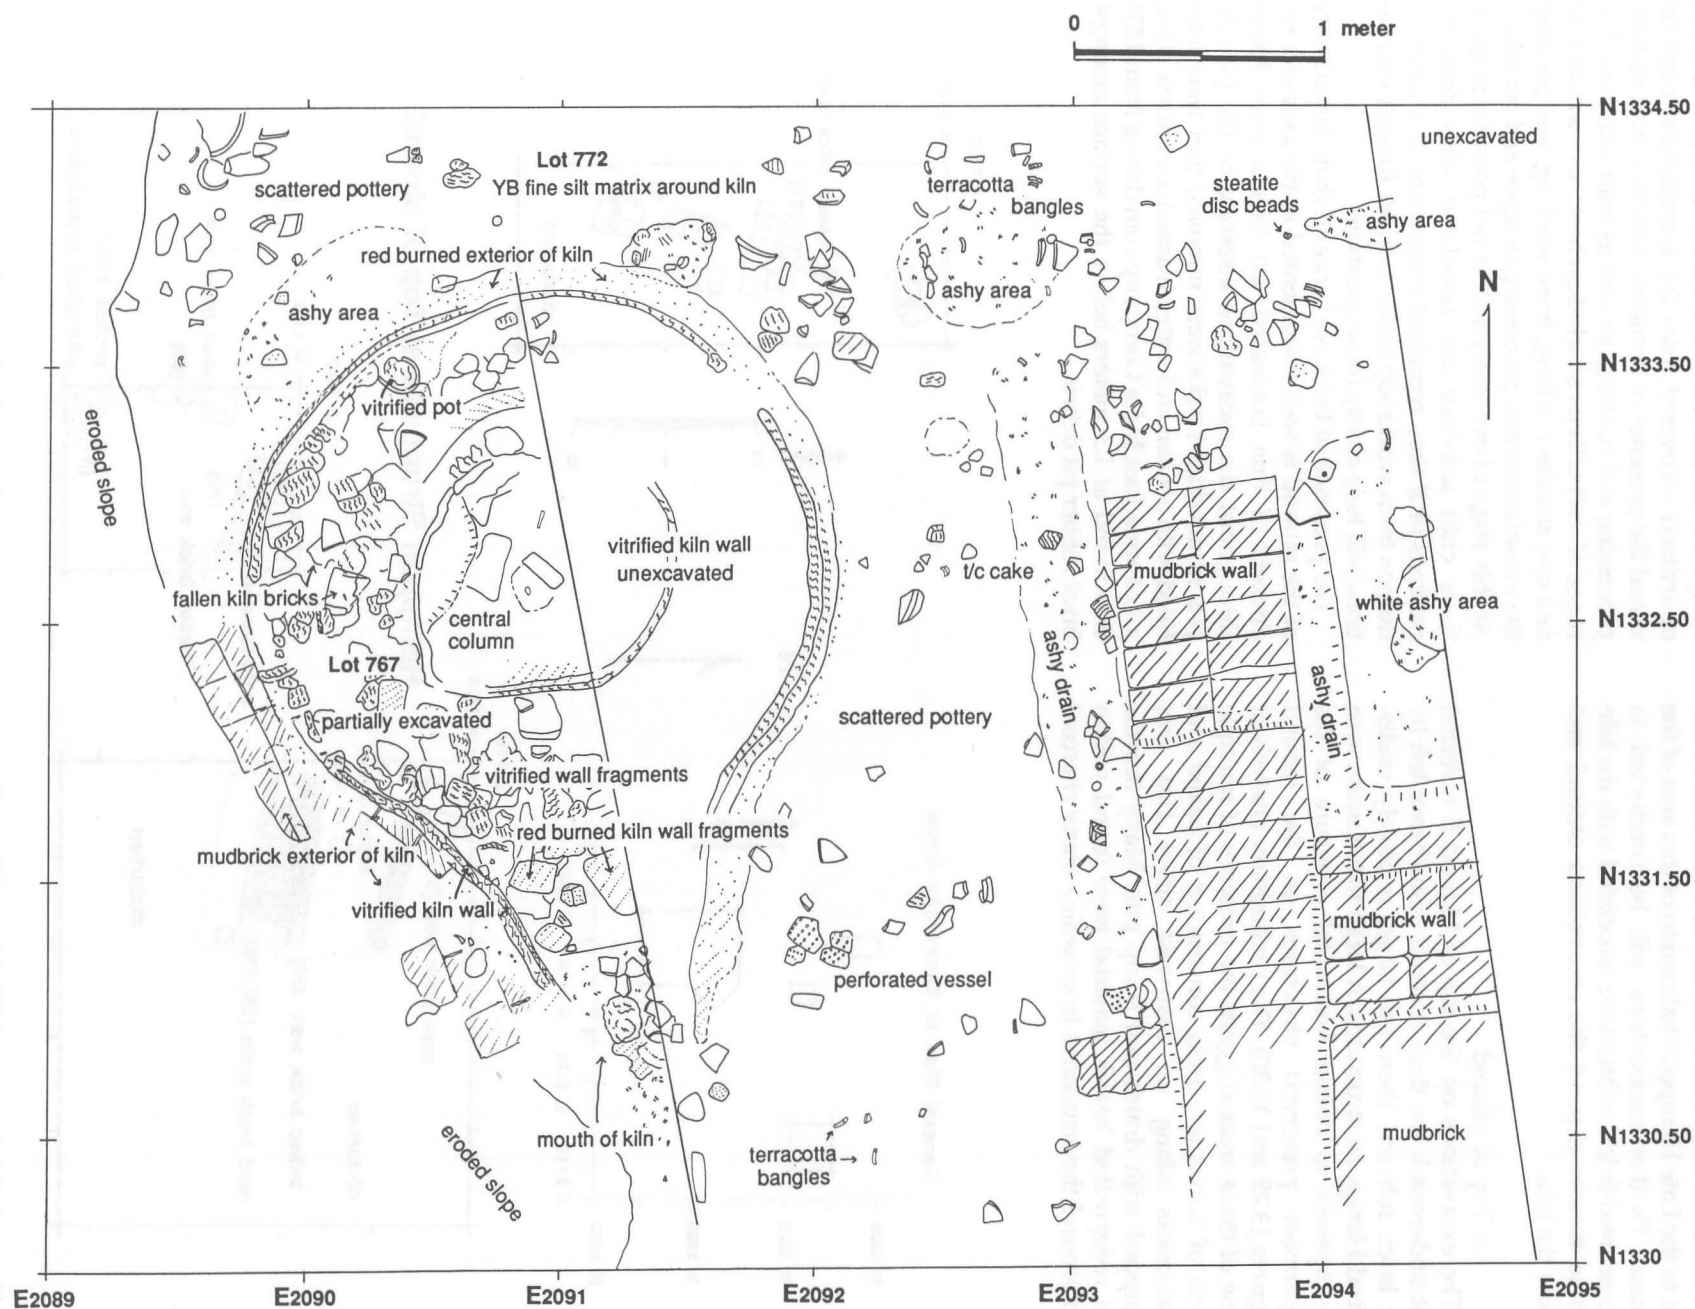 0 1 meter
N1334.50
unexcavated
Lot 772
YB fine silt matrix around kiln
scattered pottery
terracotta
bangles
steatite
disc beads
ashy area
red burned exterior of kiln
ashy area
ashy area
N
N1333.50
vitrified pot
eroded slope
vitrified kiln wall
unexcavated
t/c cake
mudbrick wall
fallen kiln bricks
central
column
white ashy area
N1332.50
Lot 767
partially excavated
ashy drain
ashy drain
scattered pottery
vitrified wall fragments
red burned kiln wall fragments
mudbrick exterior of kiln
N1331.50
vitrified kiln wall
mudbrick wall
perforated vessel
mouth of kiln
eroded slope
terracotta
bangles
mudbrick
N1330.50
N1330
E2089 E2090 E2091 E2092 E2093 E2094 E2095